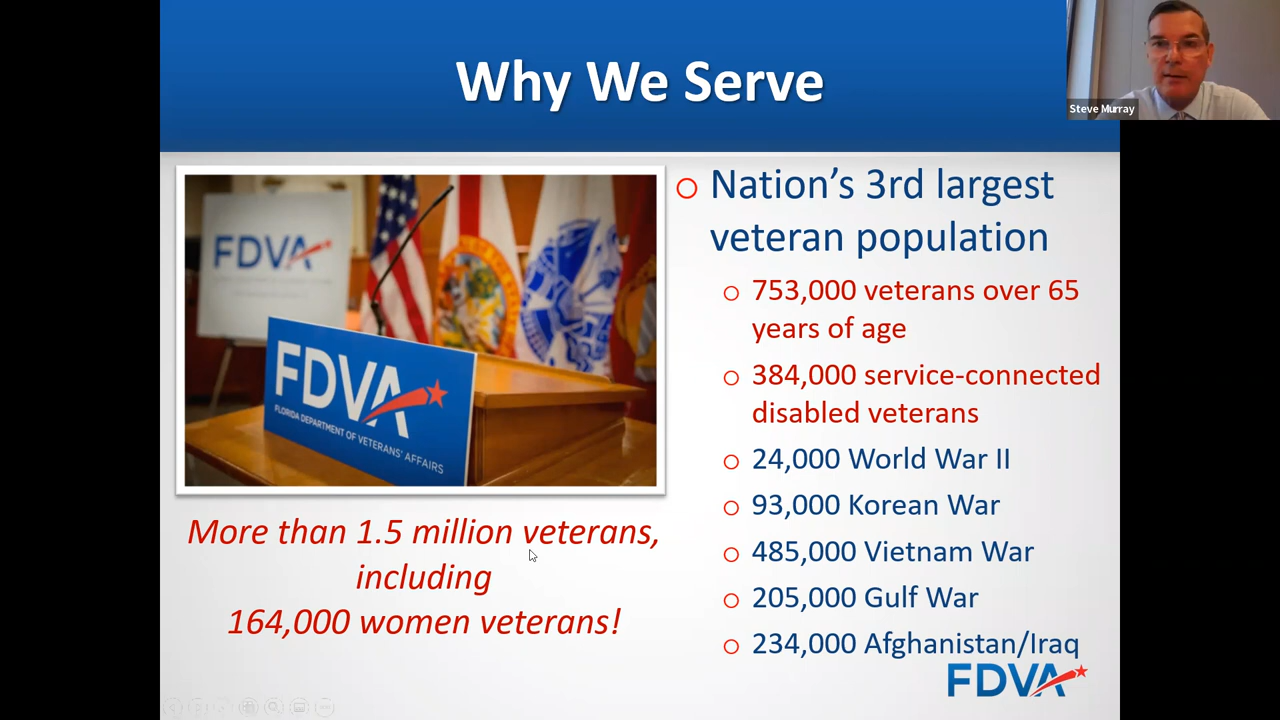 Why We Serve
Steve Murray
FDVA
FDVA
FLORIDA DEPARTMENT OF VETERANS' AFFAIRS
More than 1.5 million veterans,
including
164,000 women veterans!
Nation's 3rd largest
veteran population
753,000 veterans over 65
years of age
384,000 service-connected
disabled veterans
24,000 World War II
93,000 Korean War
485,000 Vietnam War
205,000 Gulf War
234,000 Afghanistan/Iraq
FDVA